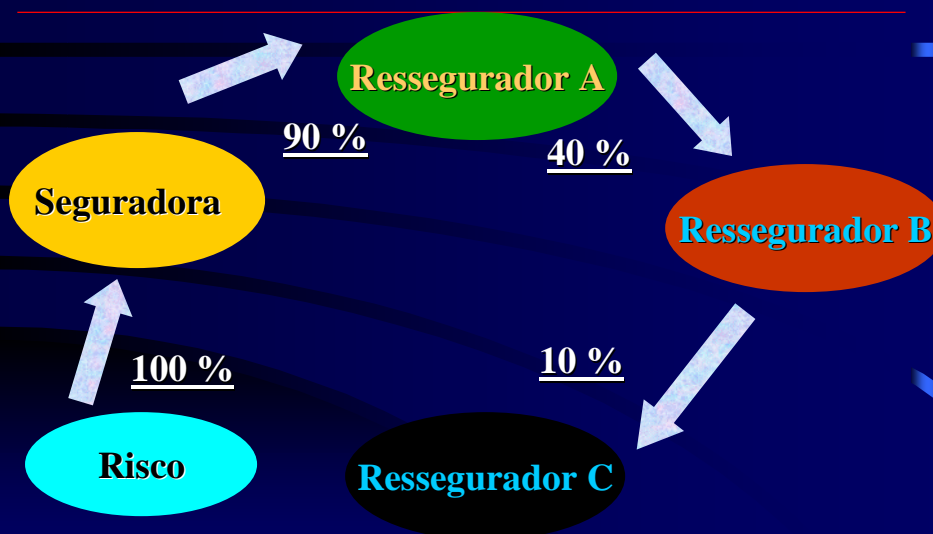 Ressegurador A
90 %
40 %
Seguradora
Ressegurador B
100 %
10 %
Risco
Ressegurador C